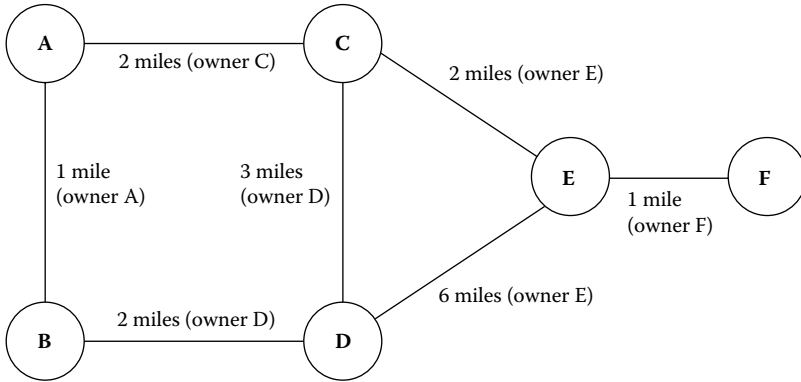 A
C
2 miles (owner C)
2 miles (owner E)
1 mile
(owner A)
3 miles
(owner D)
E
F
1 mile
(owner F)
6 miles (owner E)
2 miles (owner D)
B
D